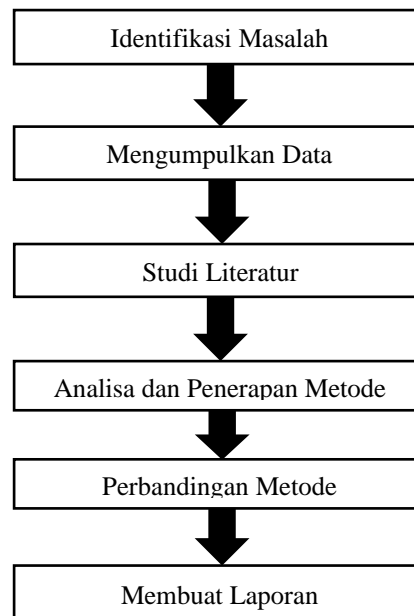 Identifikasi Masalah
Mengumpulkan Data
Studi Literatur
Analisa dan Penerapan Metode
Perbandingan Metode
Membuat Laporan